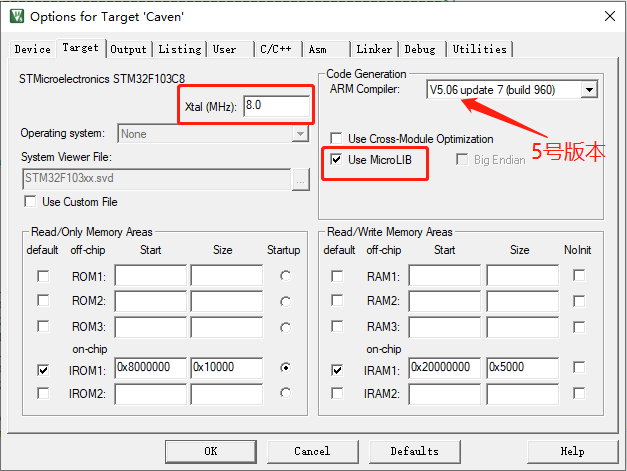 Options for Target 'Caven'
Device Target Output Listing User C/C++ Asm Linker Debug Utilities
STMicroelectronics STM32F103C8
Xtal (MHz): 8.0
Operating system: None
System Viewer File:
STM32F103xx.svd ...
Use Custom File
Code Generation
ARM Compiler: V5.06 update 7 (build 960)
Use Cross-Module Optimization
5号版本
Use MicroLIB Big Endian
Read/Only Memory Areas
default off-chip Start Size Startup
ROM1:
ROM2:
ROM3:
on-chip
IROM1: 0x8000000 0x10000
IROM2:
Read/Write Memory Areas
default off-chip Start Size NoInit
RAM1:
RAM2:
RAM3:
on-chip
IRAM1: 0x20000000 0x5000
IRAM2:
OK Cancel Defaults Help